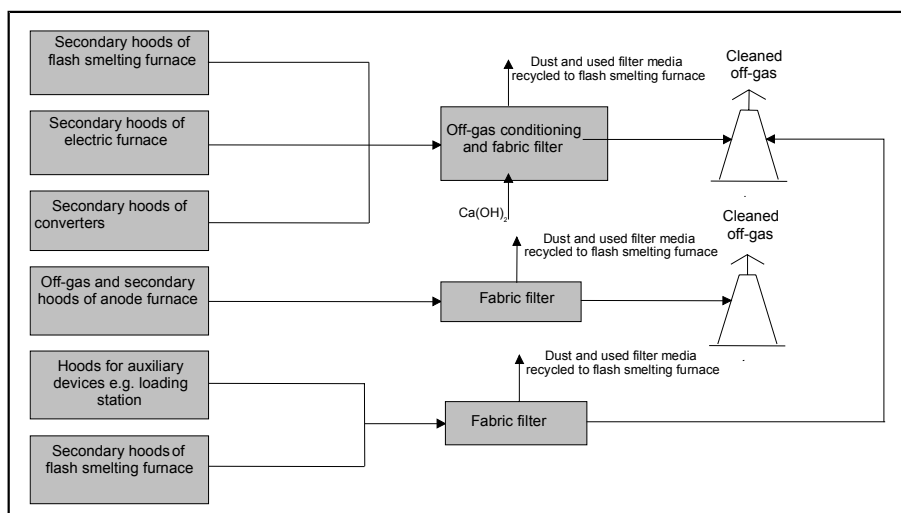 Secondary hoods of
flash smelting furnace
Secondary hoods of
electric furnace
Secondary hoods of
converters
Off-gas and secondary
hoods of anode furnace
Hoods for auxiliary
devices e.g. loading
station
Secondary hoods of
flash smelting furnace
Dust and used filter media
recycled to flash smelting furnace
Off-gas conditioning
and fabric filter
Ca(OH)2
Dust and used filter media
recycled to flash smelting furnace
Fabric filter
Dust and used filter media
recycled to flash smelting furnace
Fabric filter
Cleaned
off-gas
Cleaned
off-gas